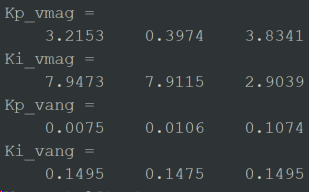 Kp_vmag =
3.2153 0.3974 3.8341
Ki_vmag =
7.9473 7.9115 2.9039
Kp_vang =
0.0075 0.0106 0.1074
Ki_vang =
0.1495 0.1475 0.1495